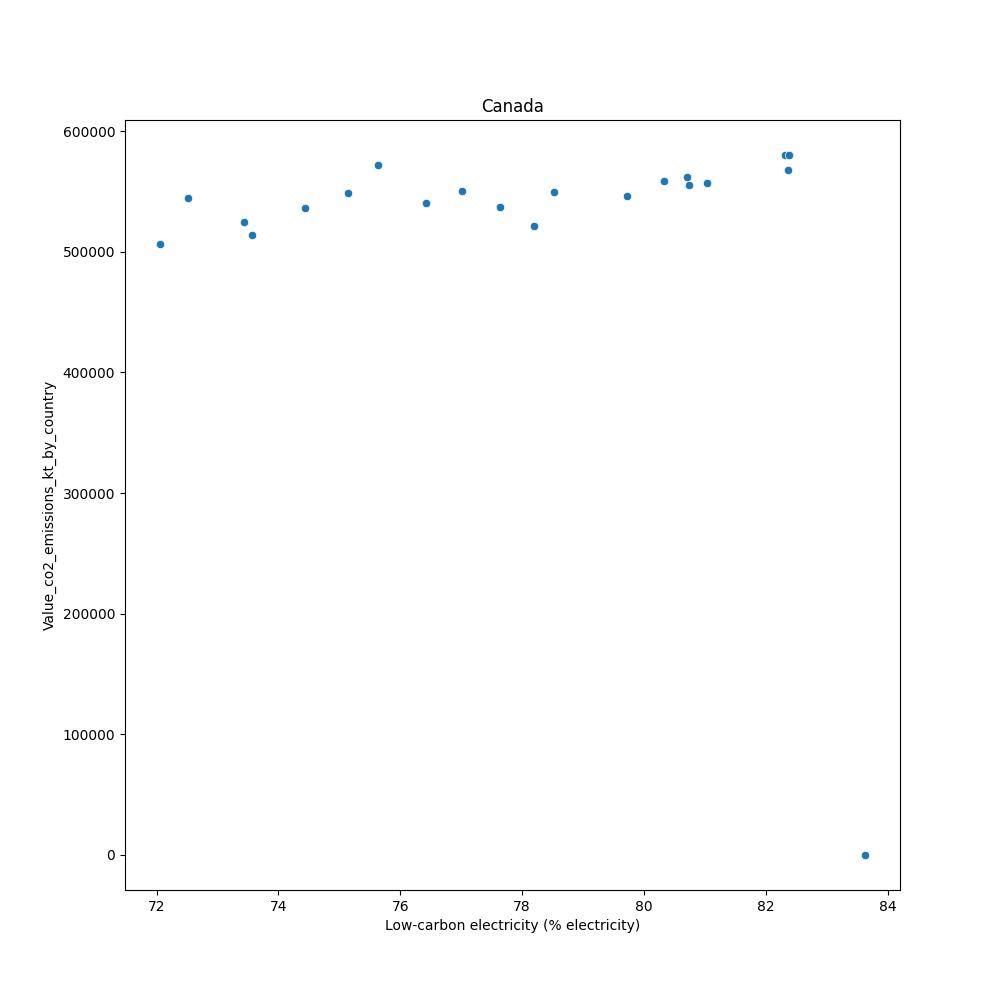 Canada
600000
500000
400000
300000
200000
100000
0
Value_co2_emissions_kt_by_country
72 74 76 78 80 82 84
Low-carbon electricity (% electricity)